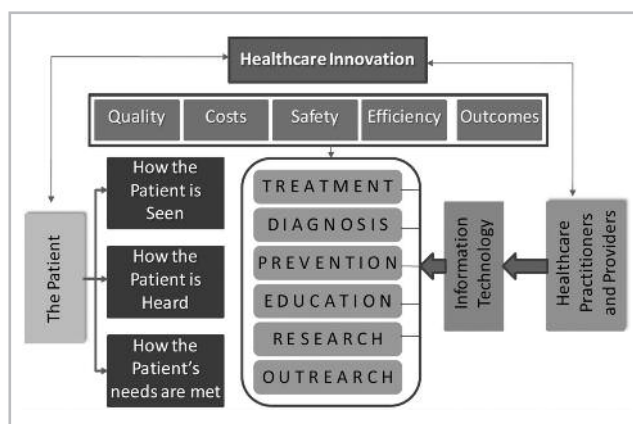 Healthcare Innovation
Quality
Costs
Safety
Efficiency
Outcomes
The Patient
How the
Patient is
Seen
How the
Patient is
Heard
How the
Patient's
needs are met
TREATMENT
DIAGNOSIS
PREVENTION
EDUCATION
RESEARCH
OUTREARCH
Information
Technology
Healthcare
Practitioners
and Providers